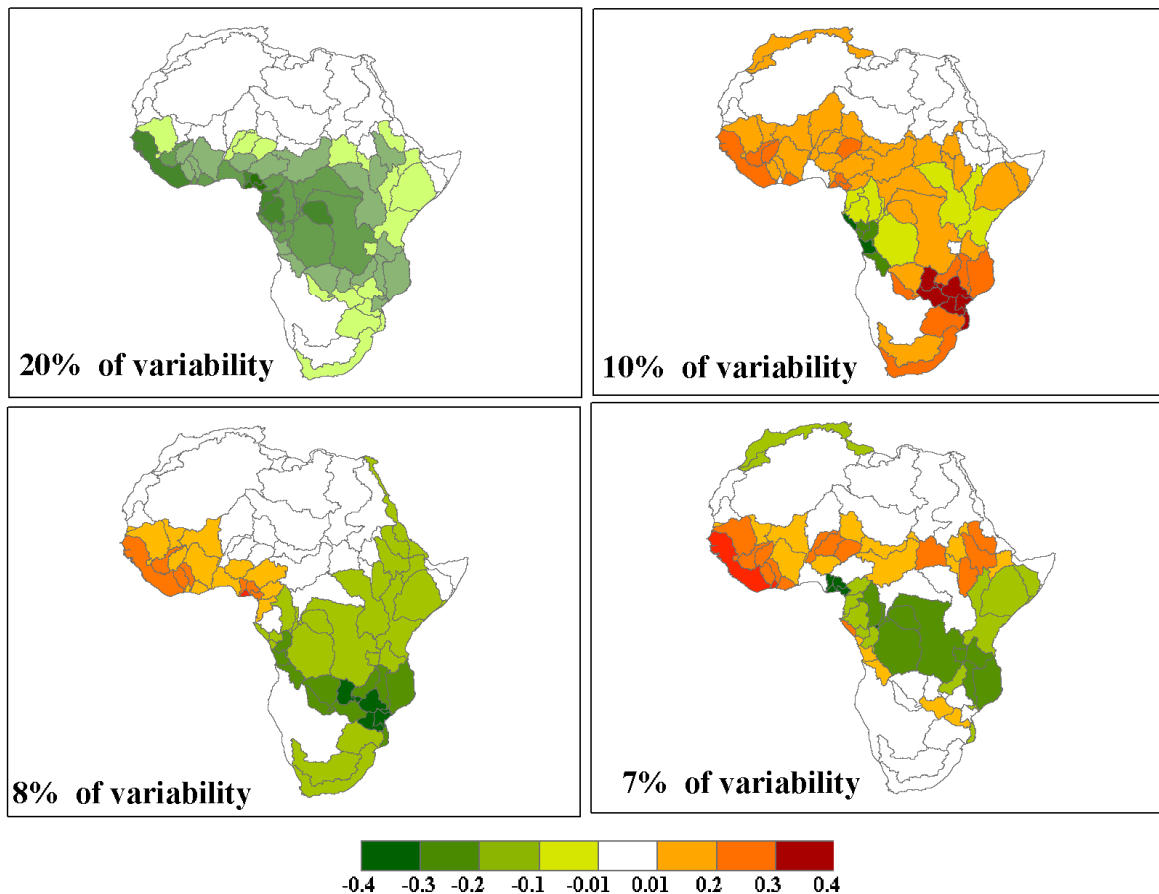 20% of variability
10% of variability
8% of variability
7% of variability
-0.4 -0.3 -0.2 -0.1 -0.01 0.01 0.2 0.3 0.4